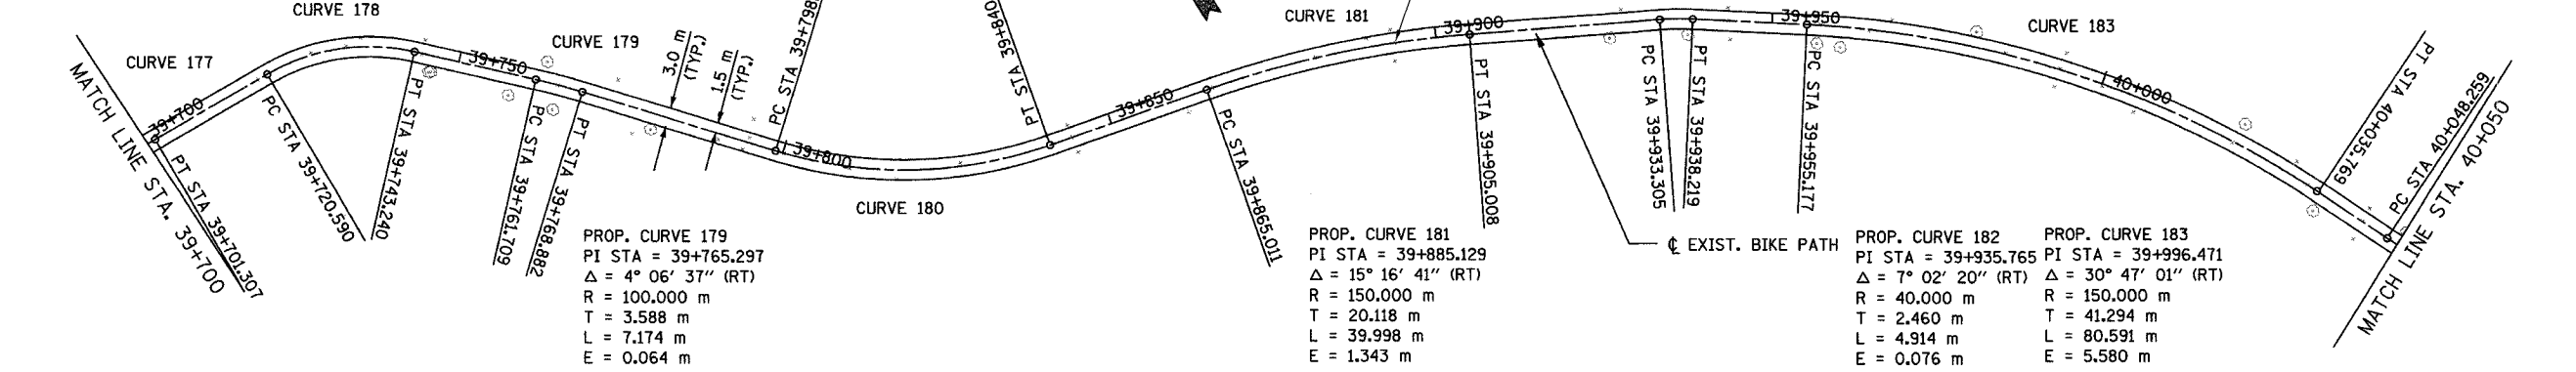 CURVE 177
CURVE 178
CURVE 179
CURVE 180
CURVE 181
CURVE 183
MATCH LINE STA. 39+700
39+700
PT STA 39+701.307
PC STA 39+720.590
PT STA 39+743.240
39+750
PC STA 39+761.709
PT STA 39+768.882
3.0 m
(TYP.)
1.5 m
(TYP.)
39+800
39+850
PC STA 39+865.011
39+900
PT STA 39+905.008
PC STA 39+933.305
PT STA 39+938.219
39+950
PC STA 39+955.177
40+000
PT STA 40+035.769
PC STA 40+048.259
MATCH LINE STA. 40+050
℄ EXIST. BIKE PATH
PROP. CURVE 179
PI STA = 39+765.297
Δ = 4° 06' 37" (RT)
R = 100.000 m
T = 3.588 m
L = 7.174 m
E = 0.064 m
PROP. CURVE 181
PI STA = 39+885.129
Δ = 15° 16' 41" (RT)
R = 150.000 m
T = 20.118 m
L = 39.998 m
E = 1.343 m
PROP. CURVE 182
PI STA = 39+935.765
Δ = 7° 02' 20" (RT)
R = 40.000 m
T = 2.460 m
L = 4.914 m
E = 0.076 m
PROP. CURVE 183
PI STA = 39+996.471
Δ = 30° 47' 01" (RT)
R = 150.000 m
T = 41.294 m
L = 80.591 m
E = 5.580 m
PC STA 39+798
PT STA 39+840